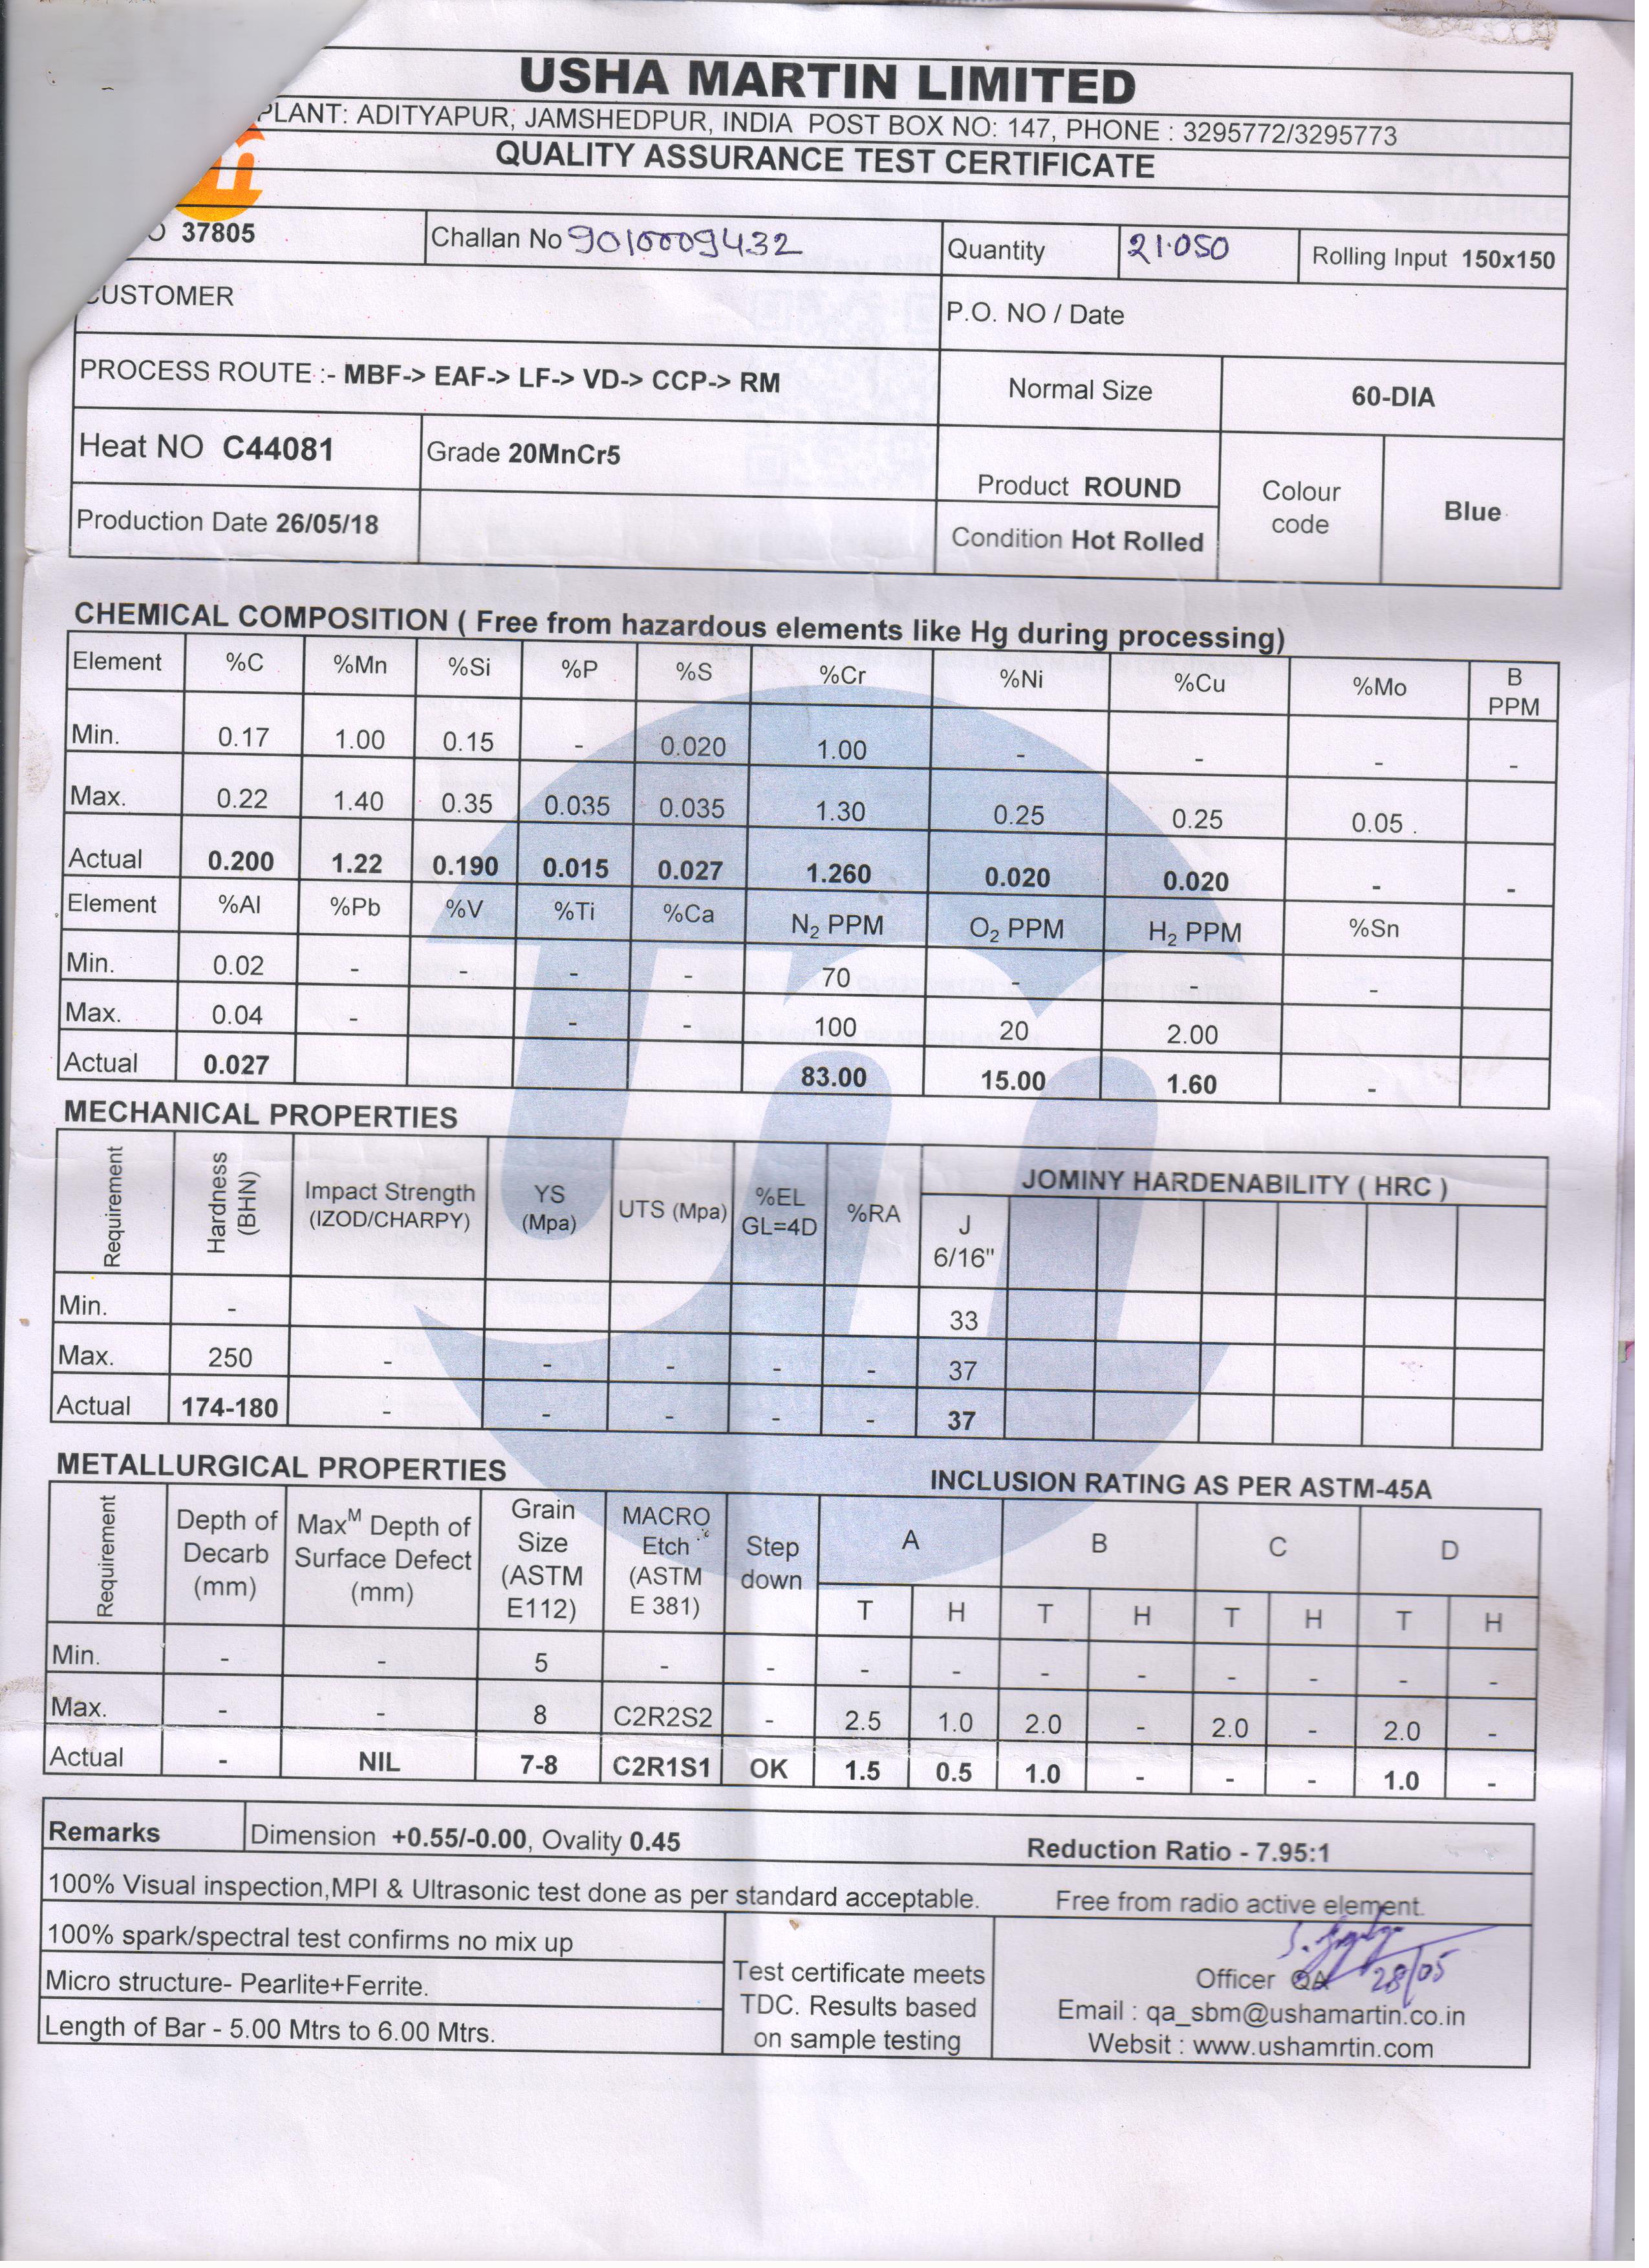 USHA MARTIN LIMITED
PLANT: ADITYAPUR, JAMSHEDPUR, INDIA POST BOX NO: 147, PHONE : 3295772/3295773
QUALITY ASSURANCE TEST CERTIFICATE
O 37805 Challan No 9010009432 Quantity 21.050 Rolling Input 150x150
CUSTOMER P.O. NO / Date
PROCESS ROUTE :- MBF-> EAF-> LF-> VD-> CCP-> RM Normal Size 60-DIA
Heat NO C44081 Grade 20MnCr5 Product ROUND Colour code Blue
Production Date 26/05/18 Condition Hot Rolled
CHEMICAL COMPOSITION ( Free from hazardous elements like Hg during processing)
Element %C %Mn %Si %P %S %Cr %Ni %Cu %Mo B PPM
Min. 0.17 1.00 0.15 - 0.020 1.00 - - - -
Max. 0.22 1.40 0.35 0.035 0.035 1.30 0.25 0.25 0.05 .
Actual 0.200 1.22 0.190 0.015 0.027 1.260 0.020 0.020 - -
Element %Al %Pb %V %Ti %Ca N₂ PPM O₂ PPM H₂ PPM %Sn
Min. 0.02 - - - - 70 - - -
Max. 0.04 - - - 100 20 2.00
Actual 0.027 83.00 15.00 1.60 -
MECHANICAL PROPERTIES
JOMINY HARDENABILITY ( HRC )
Requirement Hardness (BHN) Impact Strength (IZOD/CHARPY) YS (Mpa) UTS (Mpa) %EL GL=4D %RA J 6/16"
Min. - 33
Max. 250 - - - - - 37
Actual 174-180 - - - - - 37
METALLURGICAL PROPERTIES INCLUSION RATING AS PER ASTM-45A
Requirement Depth of Decarb (mm) Maxᴹ Depth of Surface Defect (mm) Grain Size (ASTM E112) MACRO Etch (ASTM E 381) Step down A B C D
T H T H T H T H
Min. - - 5 - - - - - - - - - -
Max. - - 8 C2R2S2 - 2.5 1.0 2.0 - 2.0 - 2.0 -
Actual - NIL 7-8 C2R1S1 OK 1.5 0.5 1.0 - - - 1.0 -
Remarks Dimension +0.55/-0.00, Ovality 0.45 Reduction Ratio - 7.95:1
100% Visual inspection,MPI & Ultrasonic test done as per standard acceptable. Free from radio active element.
100% spark/spectral test confirms no mix up
Micro structure- Pearlite+Ferrite.
Length of Bar - 5.00 Mtrs to 6.00 Mtrs.
Test certificate meets
TDC. Results based
on sample testing
Officer QA 28/05
Email : qa_sbm@ushamartin.co.in
Websit : www.ushamrtin.com